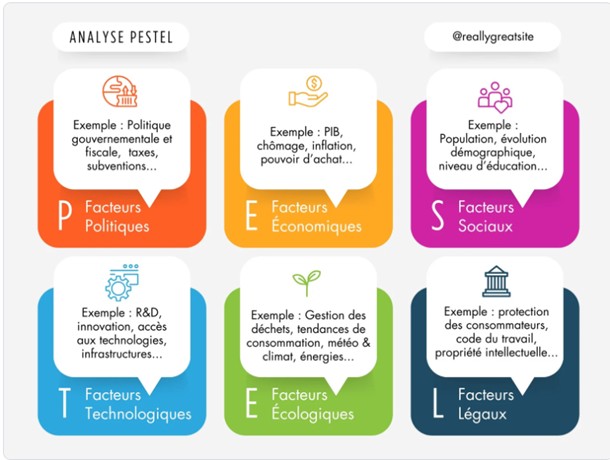 ANALYSE PESTEL
@reallygreatsite
Exemple : Politique
gouvernementale et
fiscale, taxes,
subventions...
P
Facteurs
Politiques
Exemple : PIB,
chômage, inflation,
pouvoir d'achat...
E
Facteurs
Économiques
Exemple :
Population, évolution
démographique,
niveau d'éducation...
S
Facteurs
Sociaux
Exemple : R&D,
innovation, accès
aux technologies,
infrastructures...
T
Facteurs
Technologiques
Exemple : Gestion des
déchets, tendances de
consommation, météo &
climat, énergies...
E
Facteurs
Écologiques
Exemple : protection
des consommateurs,
code du travail,
propriété intellectuelle...
L
Facteurs
Légaux